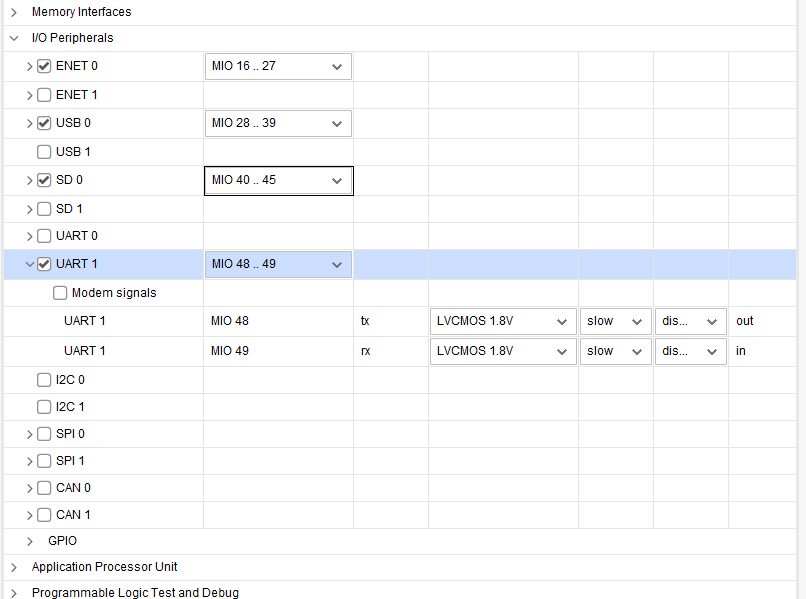 Memory Interfaces
I/O Peripherals
ENET 0 MIO 16 .. 27
ENET 1
USB 0 MIO 28 .. 39
USB 1
SD 0 MIO 40 .. 45
SD 1
UART 0
UART 1 MIO 48 .. 49
Modem signals
UART 1 MIO 48 tx LVCMOS 1.8V slow dis... out
UART 1 MIO 49 rx LVCMOS 1.8V slow dis... in
I2C 0
I2C 1
SPI 0
SPI 1
CAN 0
CAN 1
GPIO
Application Processor Unit
Programmable Logic Test and Debug